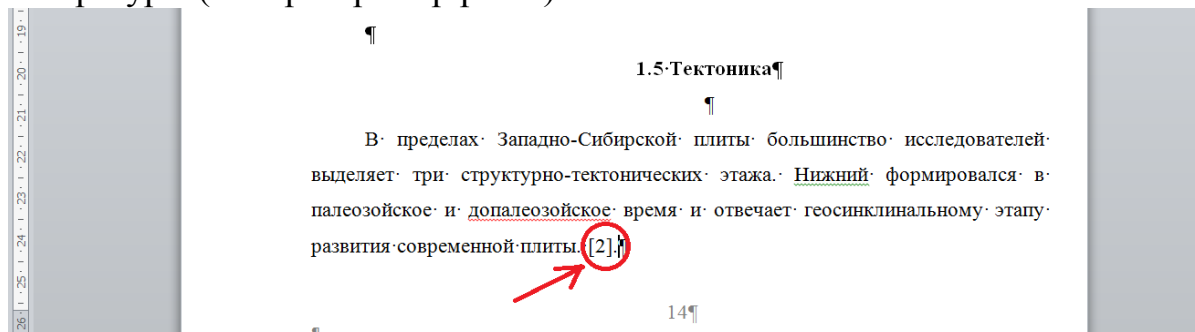 1.5 Тектоника¶
В пределах Западно-Сибирской плиты большинство исследователей
выделяет три структурно-тектонических этажа. Нижний формировался в
палеозойское и допалеозойское время и отвечает геосинклинальному этапу
развития современной плиты. [2].¶
14¶